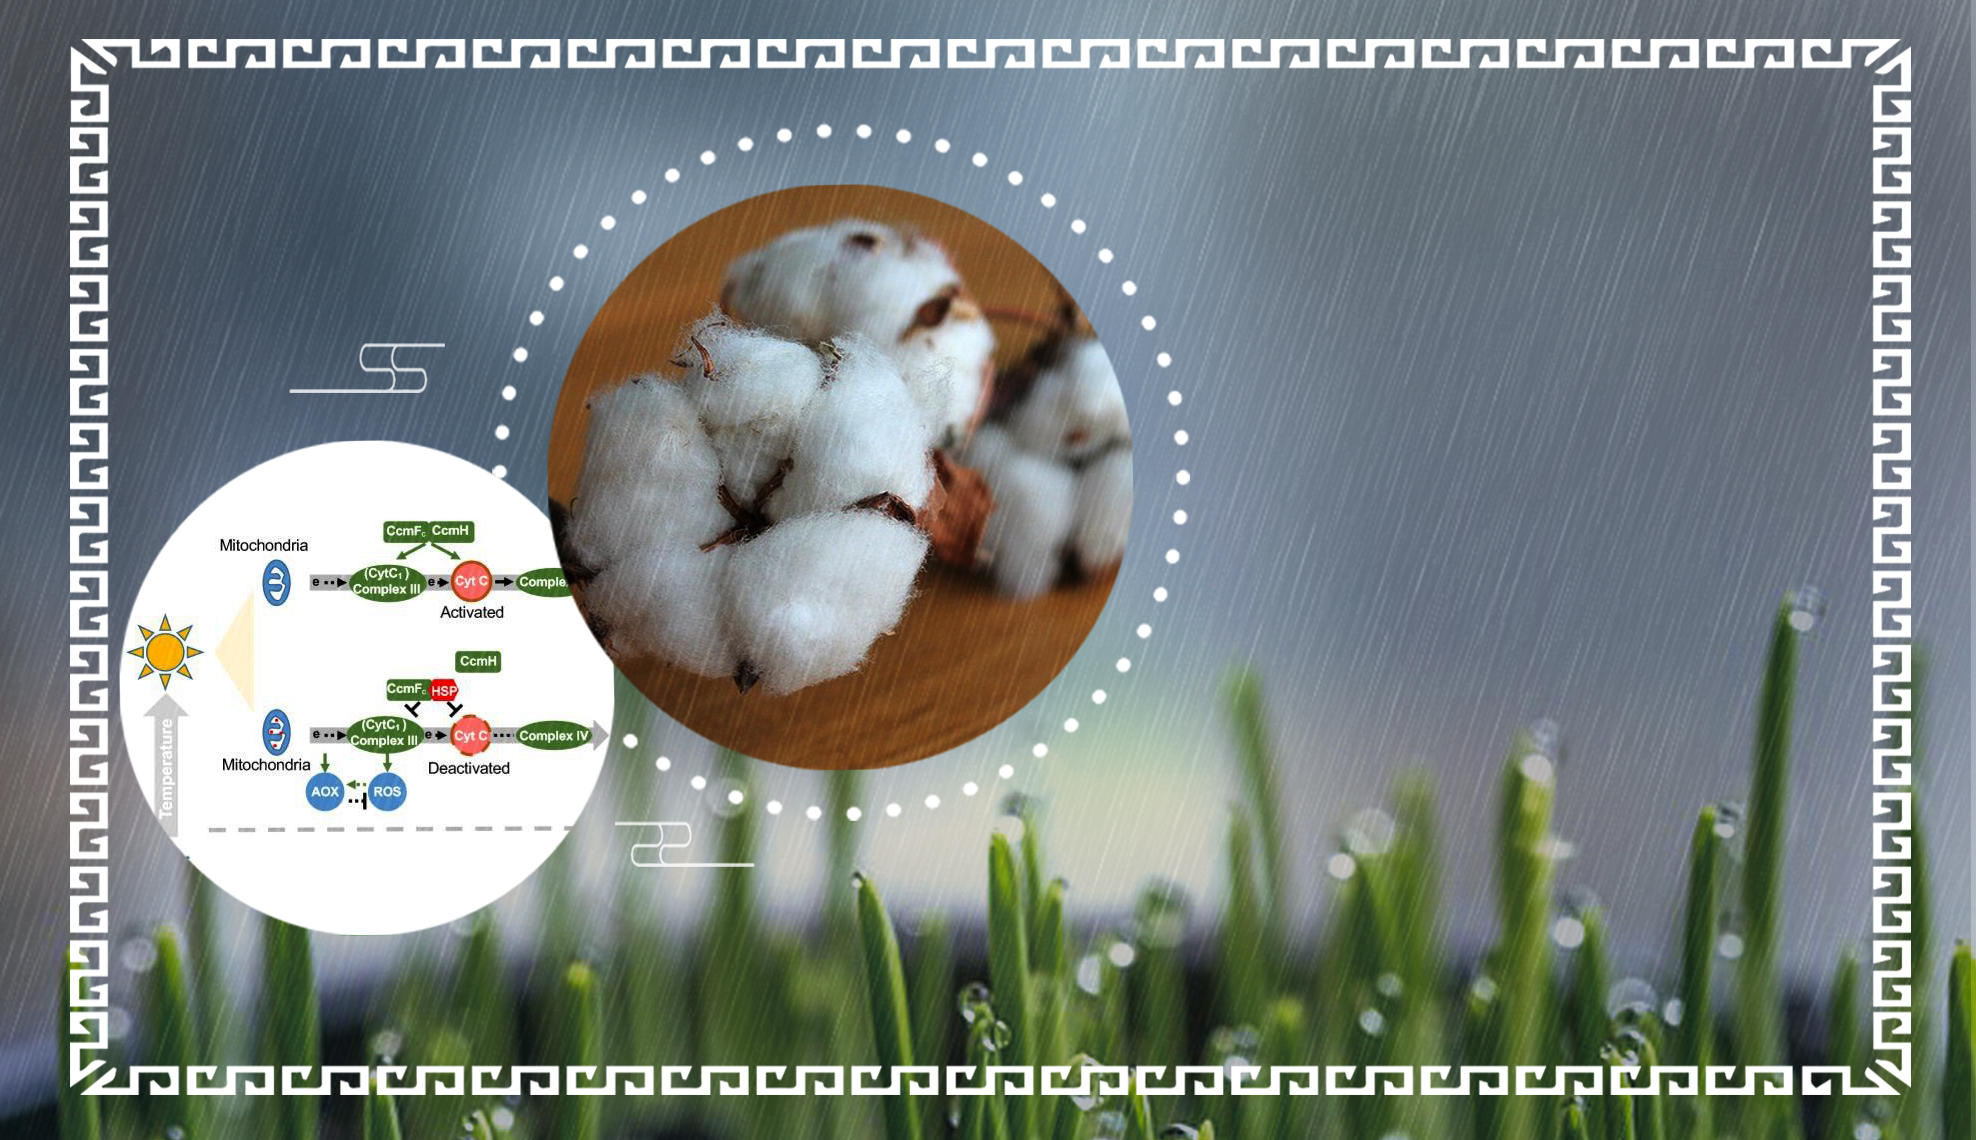 CcmFc CcmH
Mitochondria
e
(CytC1)
Complex III
e
Cyt C
Comple
Activated
CcmH
CcmFc HSP
e
(CytC1)
Complex III
e
Cyt C
Complex IV
Mitochondria
Deactivated
AOX
ROS
Temperature